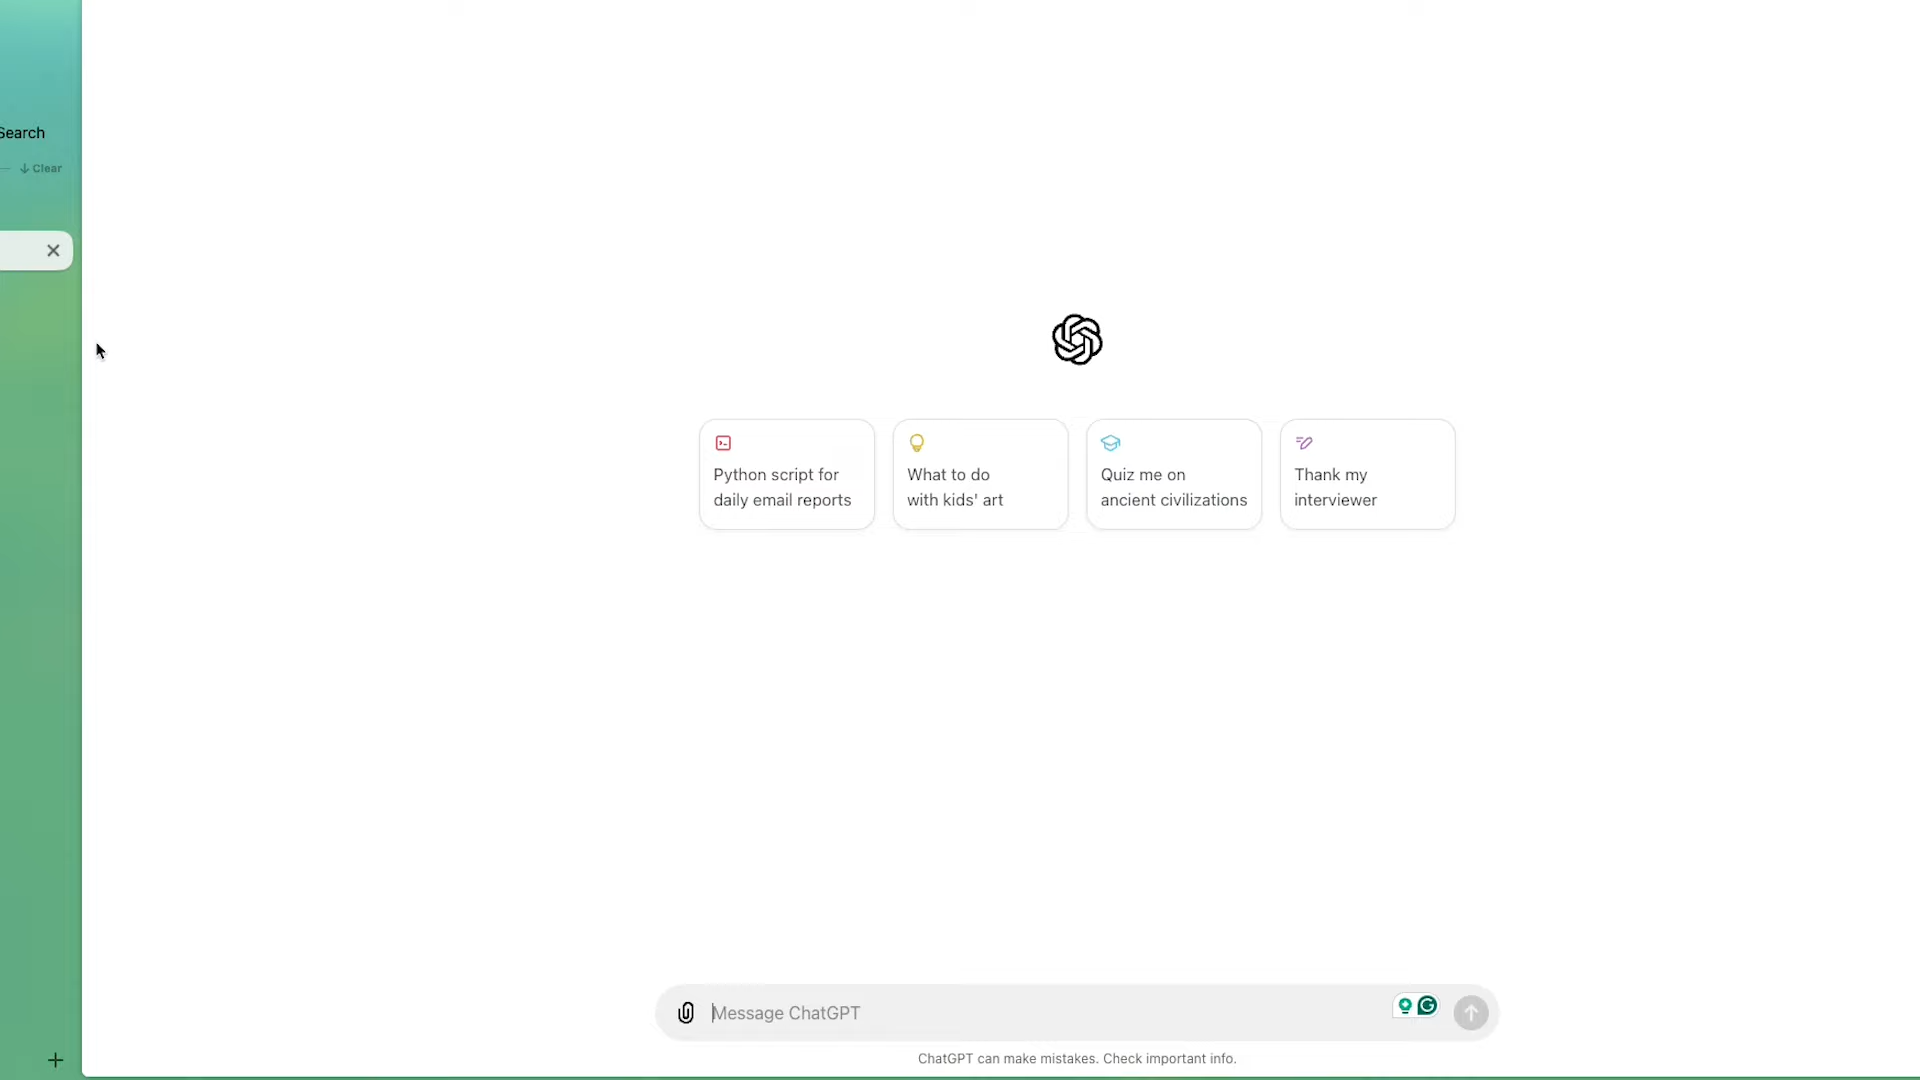 Search
Clear
Python script for
daily email reports
What to do
with kids' art
Quiz me on
ancient civilizations
Thank my
interviewer
Message ChatGPT
ChatGPT can make mistakes. Check important info.